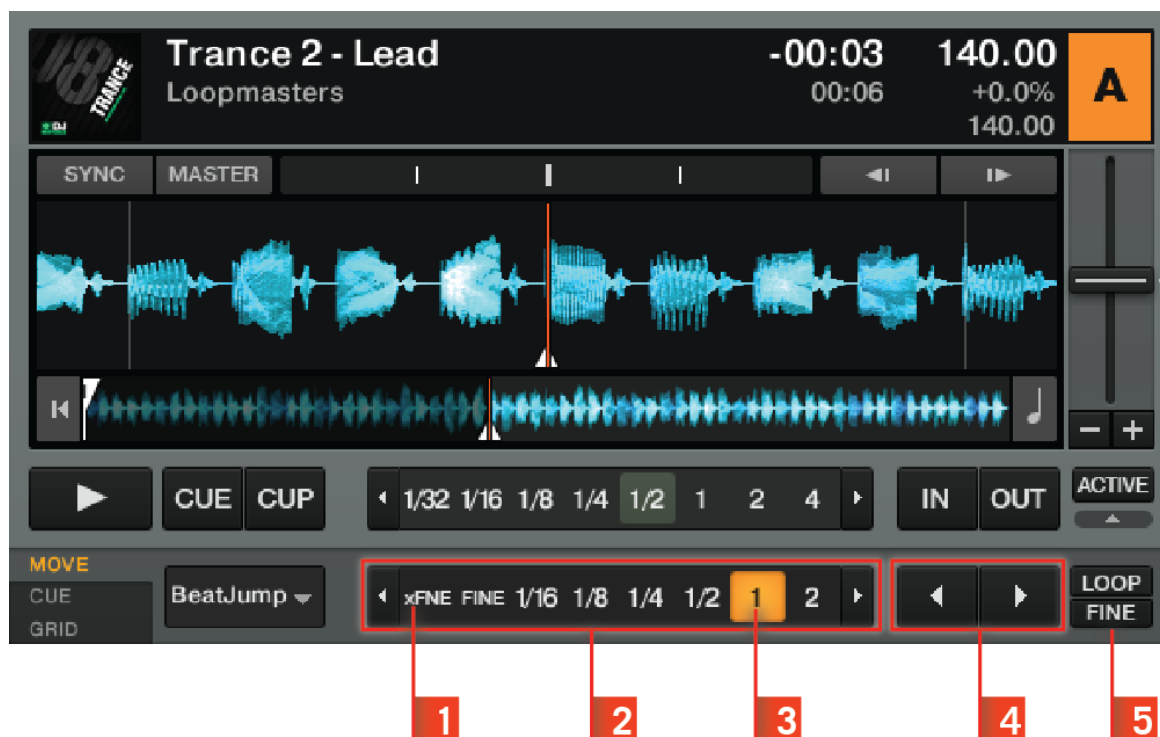 18
TRANCE
DJ
Trance 2 - Lead
Loopmasters
-00:03
00:06
140.00
+0.0%
140.00
A
SYNC MASTER
- +
CUE CUP
1/32 1/16 1/8 1/4 1/2 1 2 4
IN OUT
ACTIVE
MOVE
CUE
GRID
BeatJump
xFNE FINE 1/16 1/8 1/4 1/2 1 2
LOOP
FINE
1 2 3 4 5